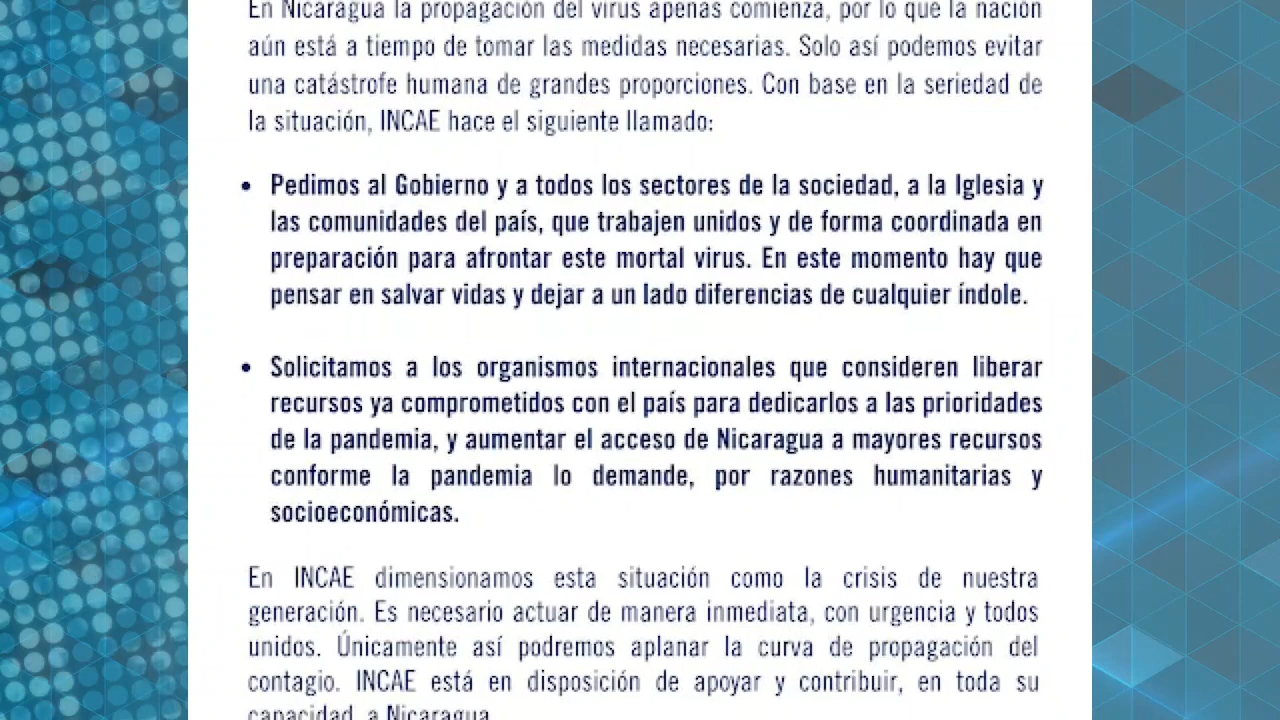 En Nicaragua la propagación del virus apenas comienza, por lo que la nación
aún está a tiempo de tomar las medidas necesarias. Solo así podemos evitar
una catástrofe humana de grandes proporciones. Con base en la seriedad de
la situación, INCAE hace el siguiente llamado:
• Pedimos al Gobierno y a todos los sectores de la sociedad, a la Iglesia y
las comunidades del país, que trabajen unidos y de forma coordinada en
preparación para afrontar este mortal virus. En este momento hay que
pensar en salvar vidas y dejar a un lado diferencias de cualquier índole.
• Solicitamos a los organismos internacionales que consideren liberar
recursos ya comprometidos con el país para dedicarlos a las prioridades
de la pandemia, y aumentar el acceso de Nicaragua a mayores recursos
conforme la pandemia lo demande, por razones humanitarias y
socioeconómicas.
En INCAE dimensionamos esta situación como la crisis de nuestra
generación. Es necesario actuar de manera inmediata, con urgencia y todos
unidos. Únicamente así podremos aplanar la curva de propagación del
contagio. INCAE está en disposición de apoyar y contribuir, en toda su
capacidad, a Nicaragua.